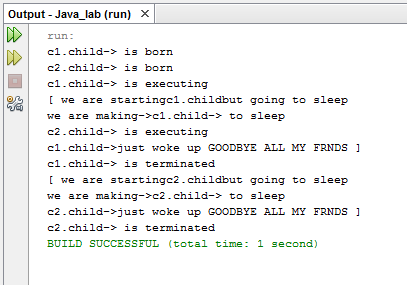 Output - Java_lab (run) ×
run:
c1.child-> is born
c2.child-> is born
c1.child-> is executing
[ we are startingc1.childbut going to sleep
we are making->c1.child-> to sleep
c2.child-> is executing
c1.child->just woke up GOODBYE ALL MY FRNDS ]
c1.child-> is terminated
[ we are startingc2.childbut going to sleep
we are making->c2.child-> to sleep
c2.child->just woke up GOODBYE ALL MY FRNDS ]
c2.child-> is terminated
BUILD SUCCESSFUL (total time: 1 second)